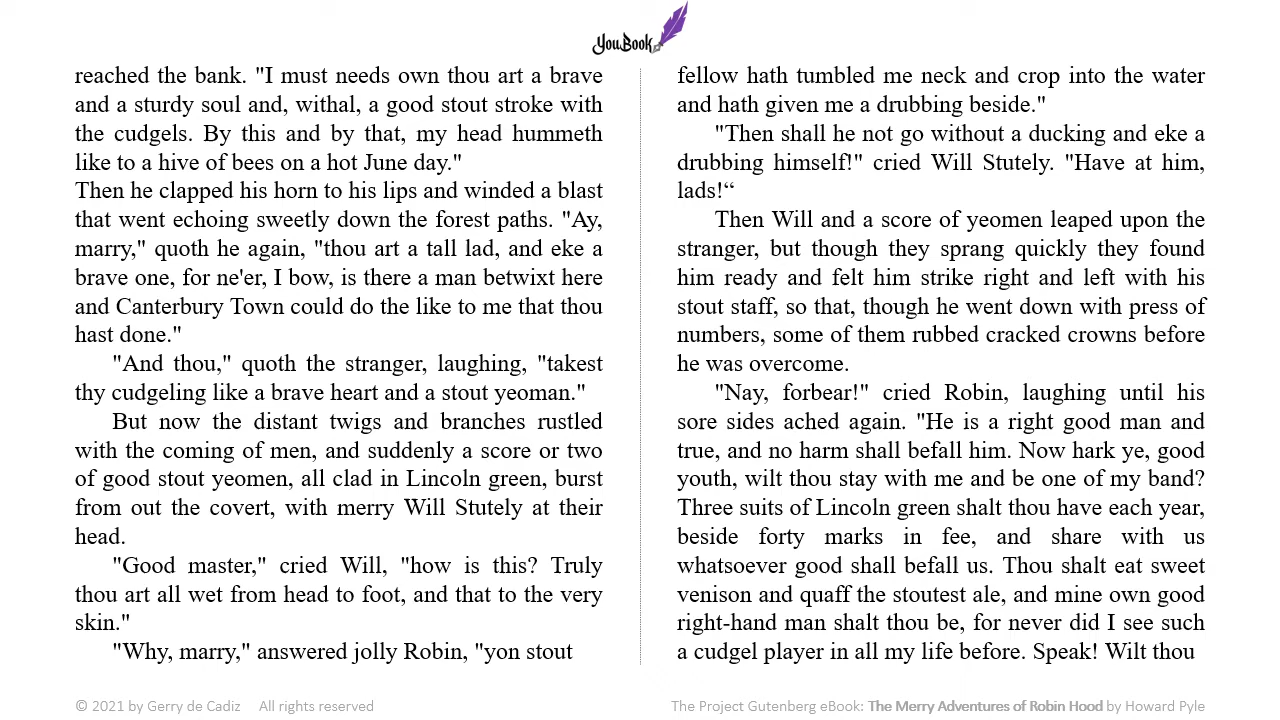 YouBook
reached the bank. "I must needs own thou art a brave
and a sturdy soul and, withal, a good stout stroke with
the cudgels. By this and by that, my head hummeth
like to a hive of bees on a hot June day."
Then he clapped his horn to his lips and winded a blast
that went echoing sweetly down the forest paths. "Ay,
marry," quoth he again, "thou art a tall lad, and eke a
brave one, for ne'er, I bow, is there a man betwixt here
and Canterbury Town could do the like to me that thou
hast done."
"And thou," quoth the stranger, laughing, "takest
thy cudgeling like a brave heart and a stout yeoman."
But now the distant twigs and branches rustled
with the coming of men, and suddenly a score or two
of good stout yeomen, all clad in Lincoln green, burst
from out the covert, with merry Will Stutely at their
head.
"Good master," cried Will, "how is this? Truly
thou art all wet from head to foot, and that to the very
skin."
"Why, marry," answered jolly Robin, "yon stout
fellow hath tumbled me neck and crop into the water
and hath given me a drubbing beside."
"Then shall he not go without a ducking and eke a
drubbing himself!" cried Will Stutely. "Have at him,
lads!“
Then Will and a score of yeomen leaped upon the
stranger, but though they sprang quickly they found
him ready and felt him strike right and left with his
stout staff, so that, though he went down with press of
numbers, some of them rubbed cracked crowns before
he was overcome.
"Nay, forbear!" cried Robin, laughing until his
sore sides ached again. "He is a right good man and
true, and no harm shall befall him. Now hark ye, good
youth, wilt thou stay with me and be one of my band?
Three suits of Lincoln green shalt thou have each year,
beside forty marks in fee, and share with us
whatsoever good shall befall us. Thou shalt eat sweet
venison and quaff the stoutest ale, and mine own good
right-hand man shalt thou be, for never did I see such
a cudgel player in all my life before. Speak! Wilt thou
© 2021 by Gerry de Cadiz All rights reserved
The Project Gutenberg eBook: The Merry Adventures of Robin Hood by Howard Pyle